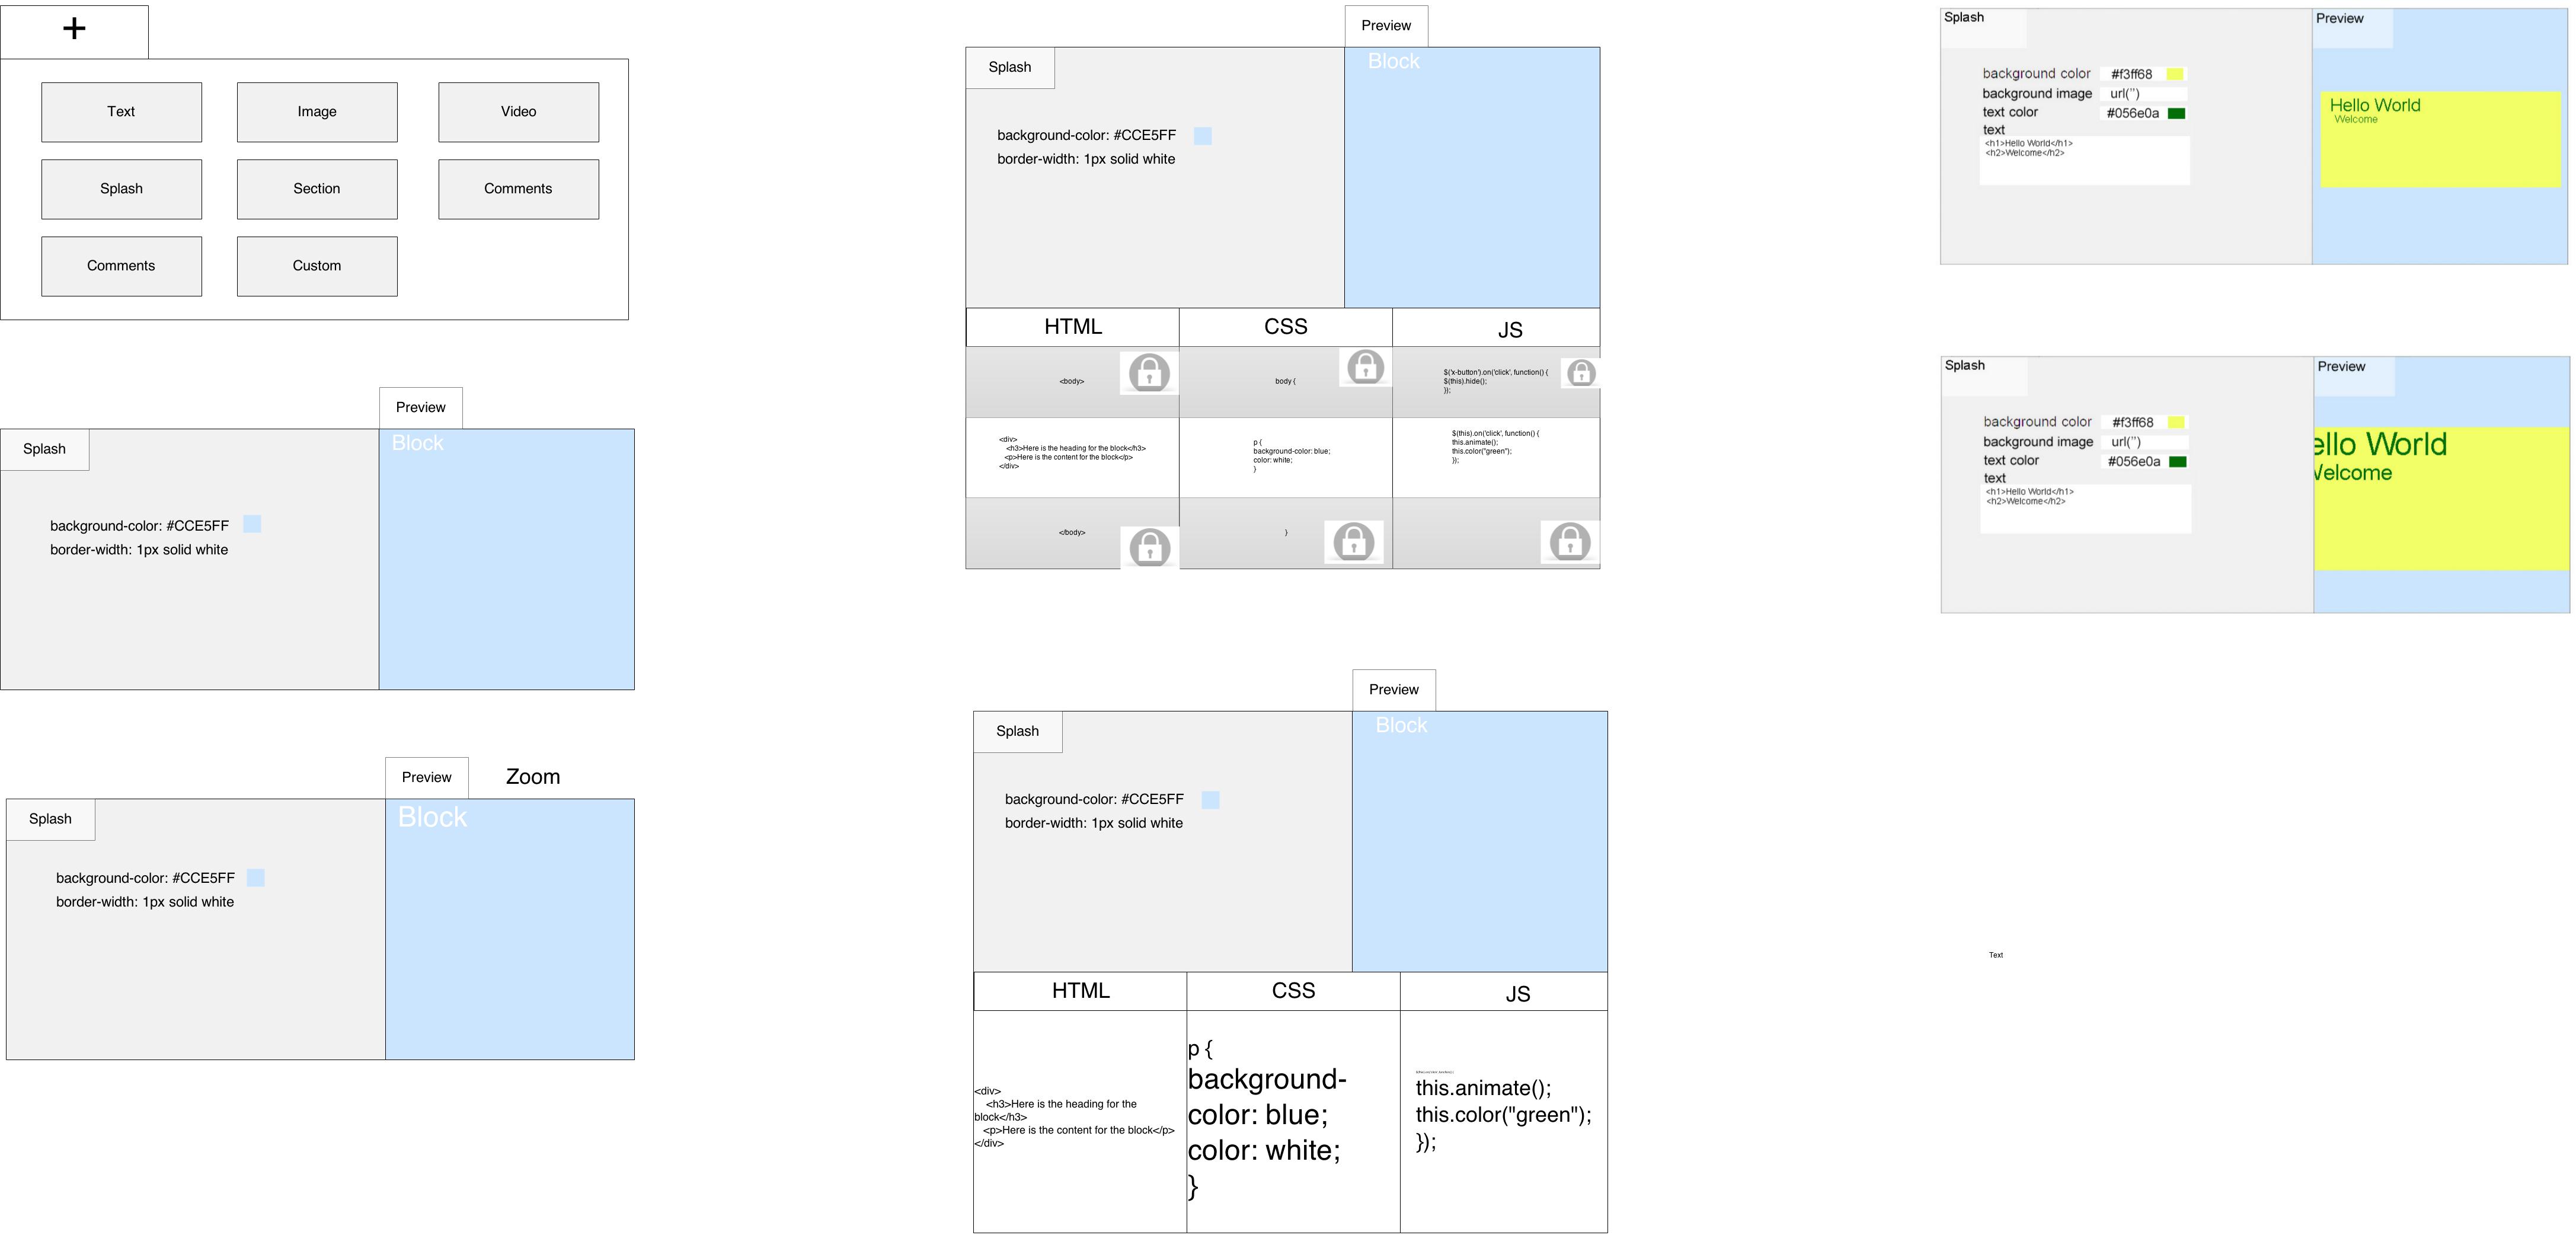 +
Text
Image
Video
Splash
Section
Comments
Comments
Custom
Preview
Splash
Block
background-color: #CCE5FF
border-width: 1px solid white
Preview
Zoom
Splash
Block
background-color: #CCE5FF
border-width: 1px solid white
Preview
Splash
Block
background-color: #CCE5FF
border-width: 1px solid white
HTML
CSS
JS
<body>
body {
$('x-button').on('click', function() {
$(this).hide();
});
<div>
<h3>Here is the heading for the block</h3>
<p>Here is the content for the block</p>
</div>
p {
background-color: blue;
color: white;
}
$(this).on('click', function() {
this.animate();
this.color("green");
});
</body>
}
Preview
Splash
Block
background-color: #CCE5FF
border-width: 1px solid white
HTML
CSS
JS
<div>
<h3>Here is the heading for the
block</h3>
<p>Here is the content for the block</p>
</div>
p {
background-
color: blue;
color: white;
}
this.animate();
this.color("green");
});
Splash
Preview
background color #f3ff68
background image url('')
text color #056e0a
text
<h1>Hello World</h1>
<h2>Welcome</h2>
Hello World
Welcome
Splash
Preview
background color #f3ff68
background image url('')
text color #056e0a
text
<h1>Hello World</h1>
<h2>Welcome</h2>
ello World
Welcome
Text